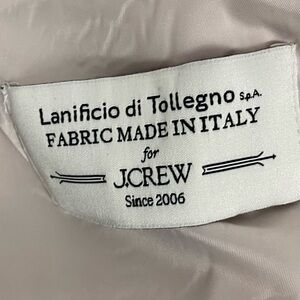 Lanificio di Tollegno S.p.A.
FABRIC MADE IN ITALY
for
J.CREW
Since 2006